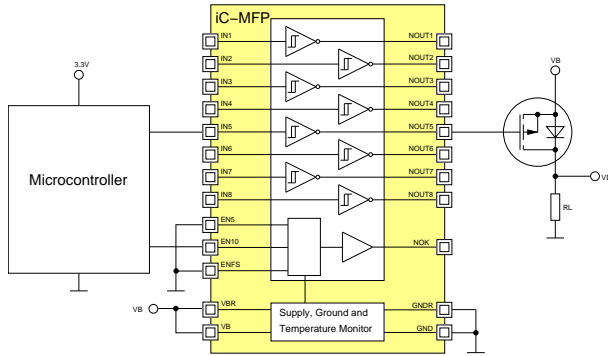 iC-MFP
IN1 NOUT1
IN2 NOUT2
3.3V
IN3 NOUT3
VB
IN4 NOUT4
IN5 NOUT5
IN6 NOUT6
Microcontroller
IN7 NOUT7
IN8 NOUT8
RL
EN5
EN10 NOK
ENFS
VB
VBR
Supply, Ground and
Temperature Monitor
GNDR
VB
GND